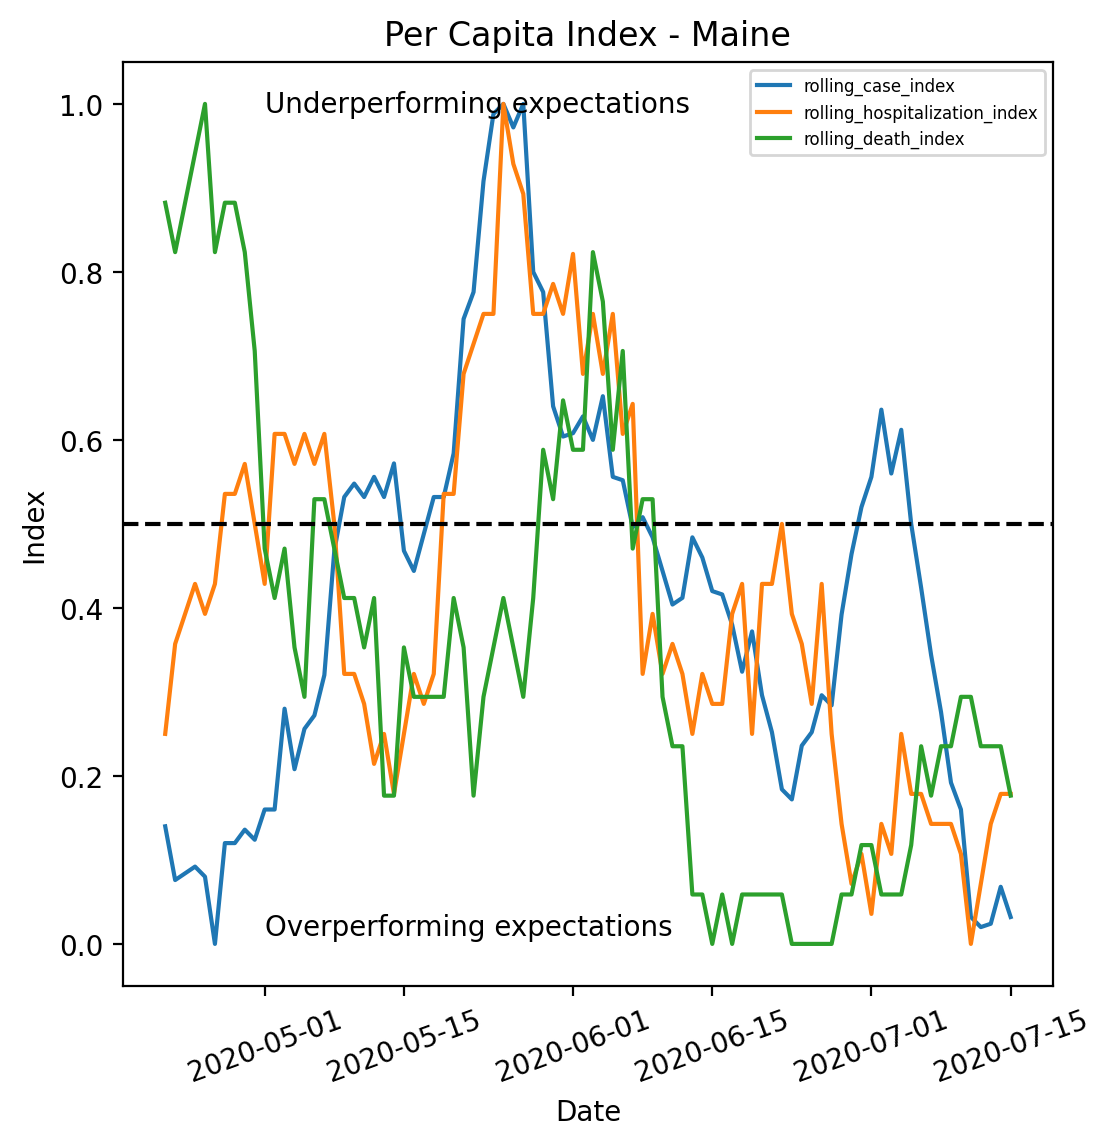 Per Capita Index - Maine
Underperforming expectations
rolling_case_index
rolling_hospitalization_index
rolling_death_index
1.0
0.8
0.6
0.4
0.2
0.0
Index
Overperforming expectations
2020-05-01
2020-05-15
2020-06-01
2020-06-15
2020-07-01
2020-07-15
Date